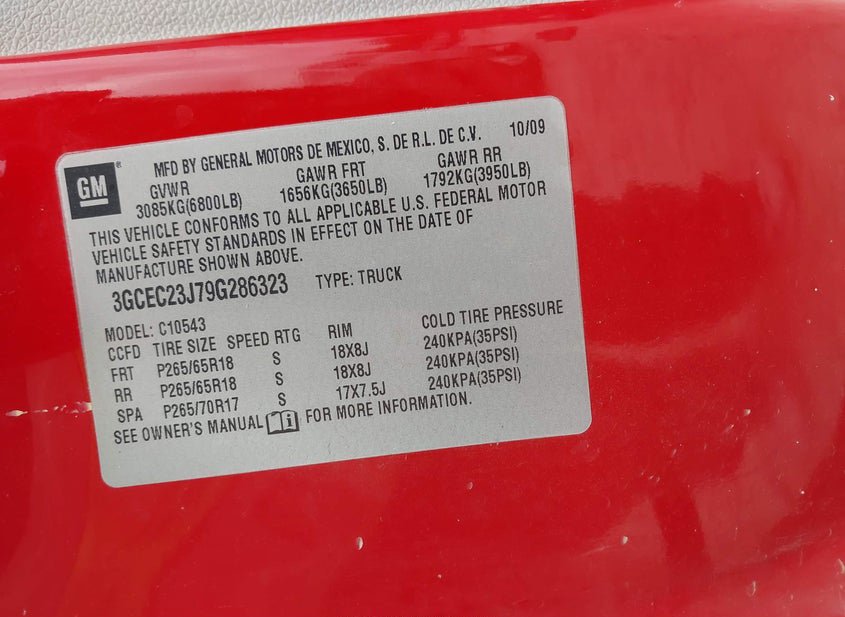 GM
MFD BY GENERAL MOTORS DE MEXICO, S. DE R.L. DE C.V. 10/09
GVWR GAWR FRT GAWR RR
3085KG(6800LB) 1656KG(3650LB) 1792KG(3950LB)
THIS VEHICLE CONFORMS TO ALL APPLICABLE U.S. FEDERAL MOTOR
VEHICLE SAFETY STANDARDS IN EFFECT ON THE DATE OF
MANUFACTURE SHOWN ABOVE.
3GCEC23J79G286323 TYPE: TRUCK
MODEL: C10543
CCFD TIRE SIZE SPEED RTG RIM COLD TIRE PRESSURE
FRT P265/65R18 S 18X8J 240KPA(35PSI)
RR P265/65R18 S 18X8J 240KPA(35PSI)
SPA P265/70R17 S 17X7.5J 240KPA(35PSI)
SEE OWNER'S MANUAL FOR MORE INFORMATION.